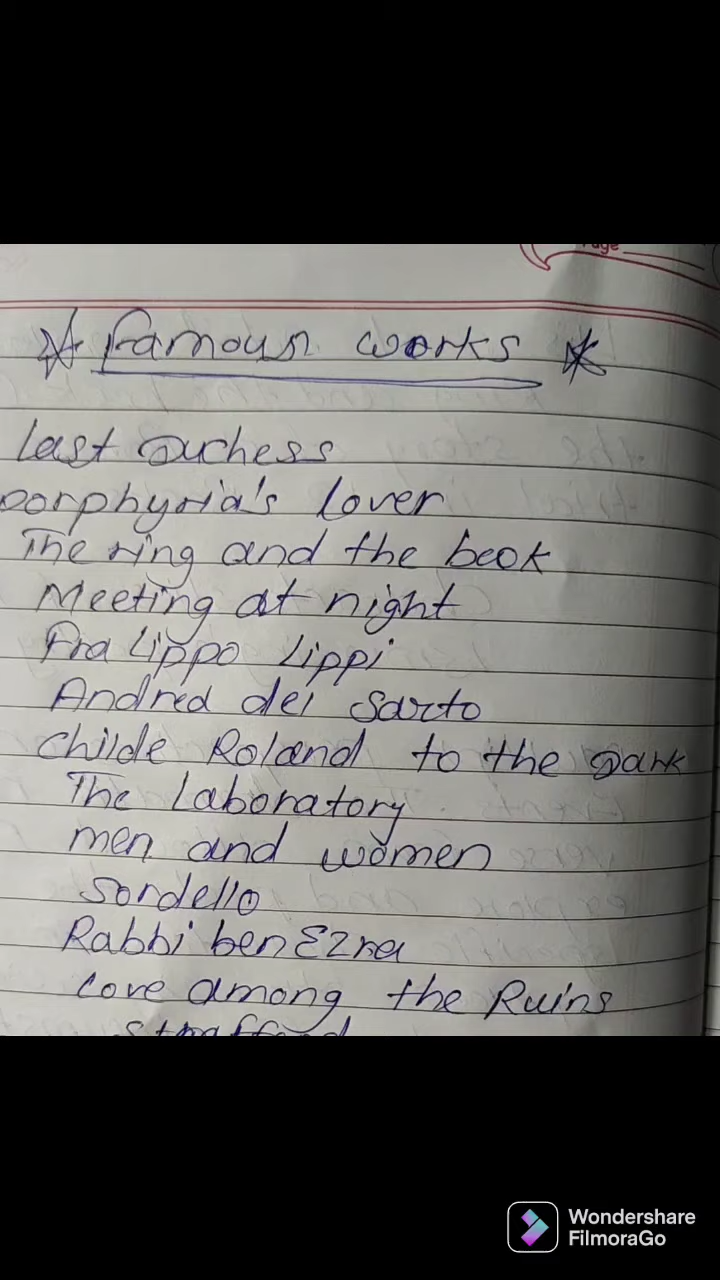 Page
* Famous works *
Last Duchess
porphyria's lover
The ring and the book
Meeting at night
Fra Lippo Lippi
Andrea del Sarto
Childe Roland to the Dark
The Laboratory
men and women
Sordello
Rabbi ben Ezra
Love among the Ruins
Strafford
Wondershare
FilmoraGo